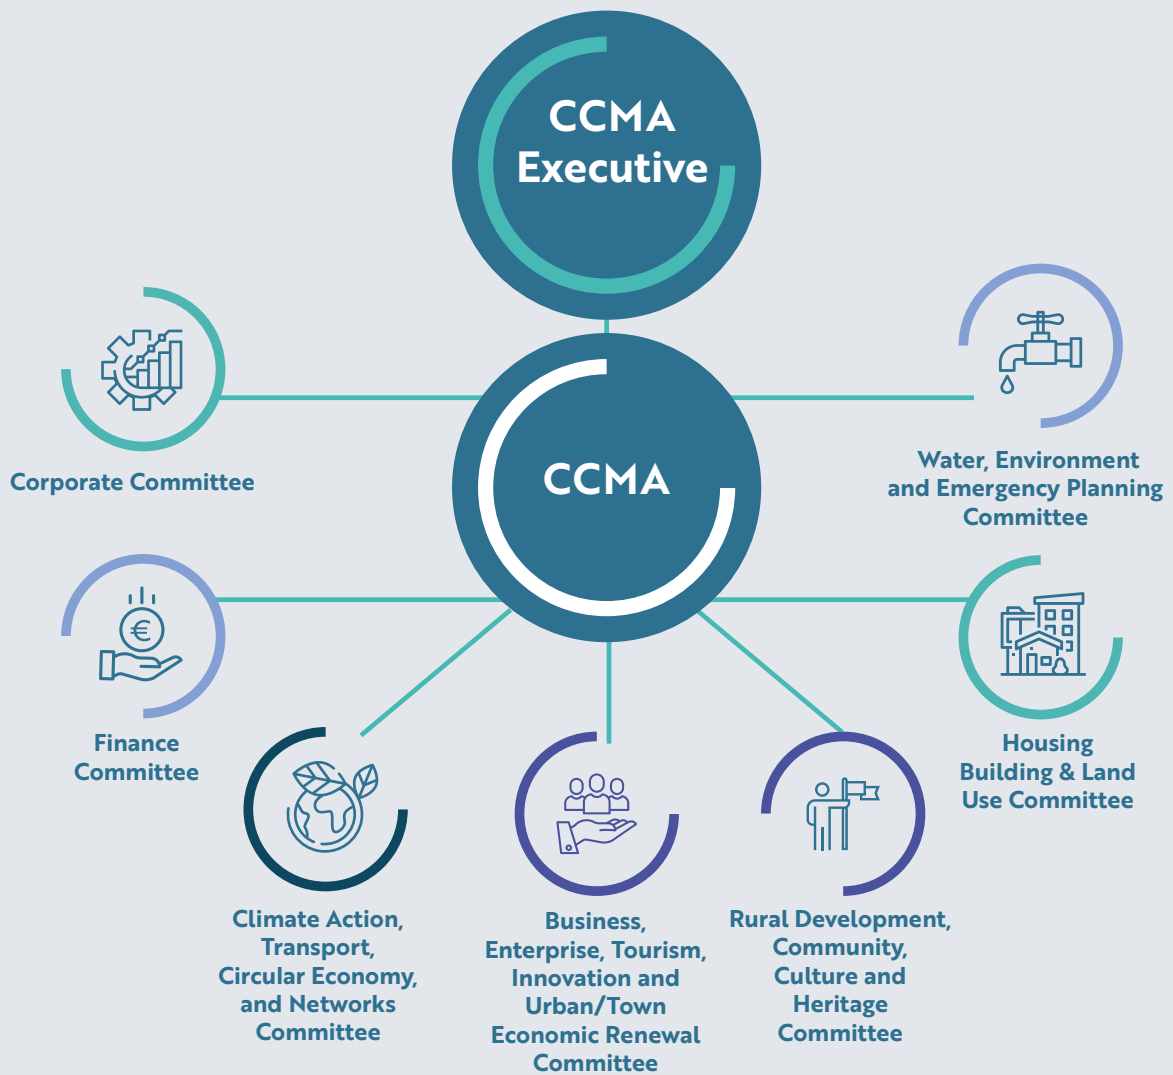 CCMA
Executive
CCMA
Corporate Committee
Water, Environment
and Emergency Planning
Committee
€
Finance
Committee
Housing
Building & Land
Use Committee
Climate Action,
Transport,
Circular Economy,
and Networks
Committee
Business,
Enterprise, Tourism,
Innovation and
Urban/Town
Economic Renewal
Committee
Rural Development,
Community,
Culture and
Heritage
Committee